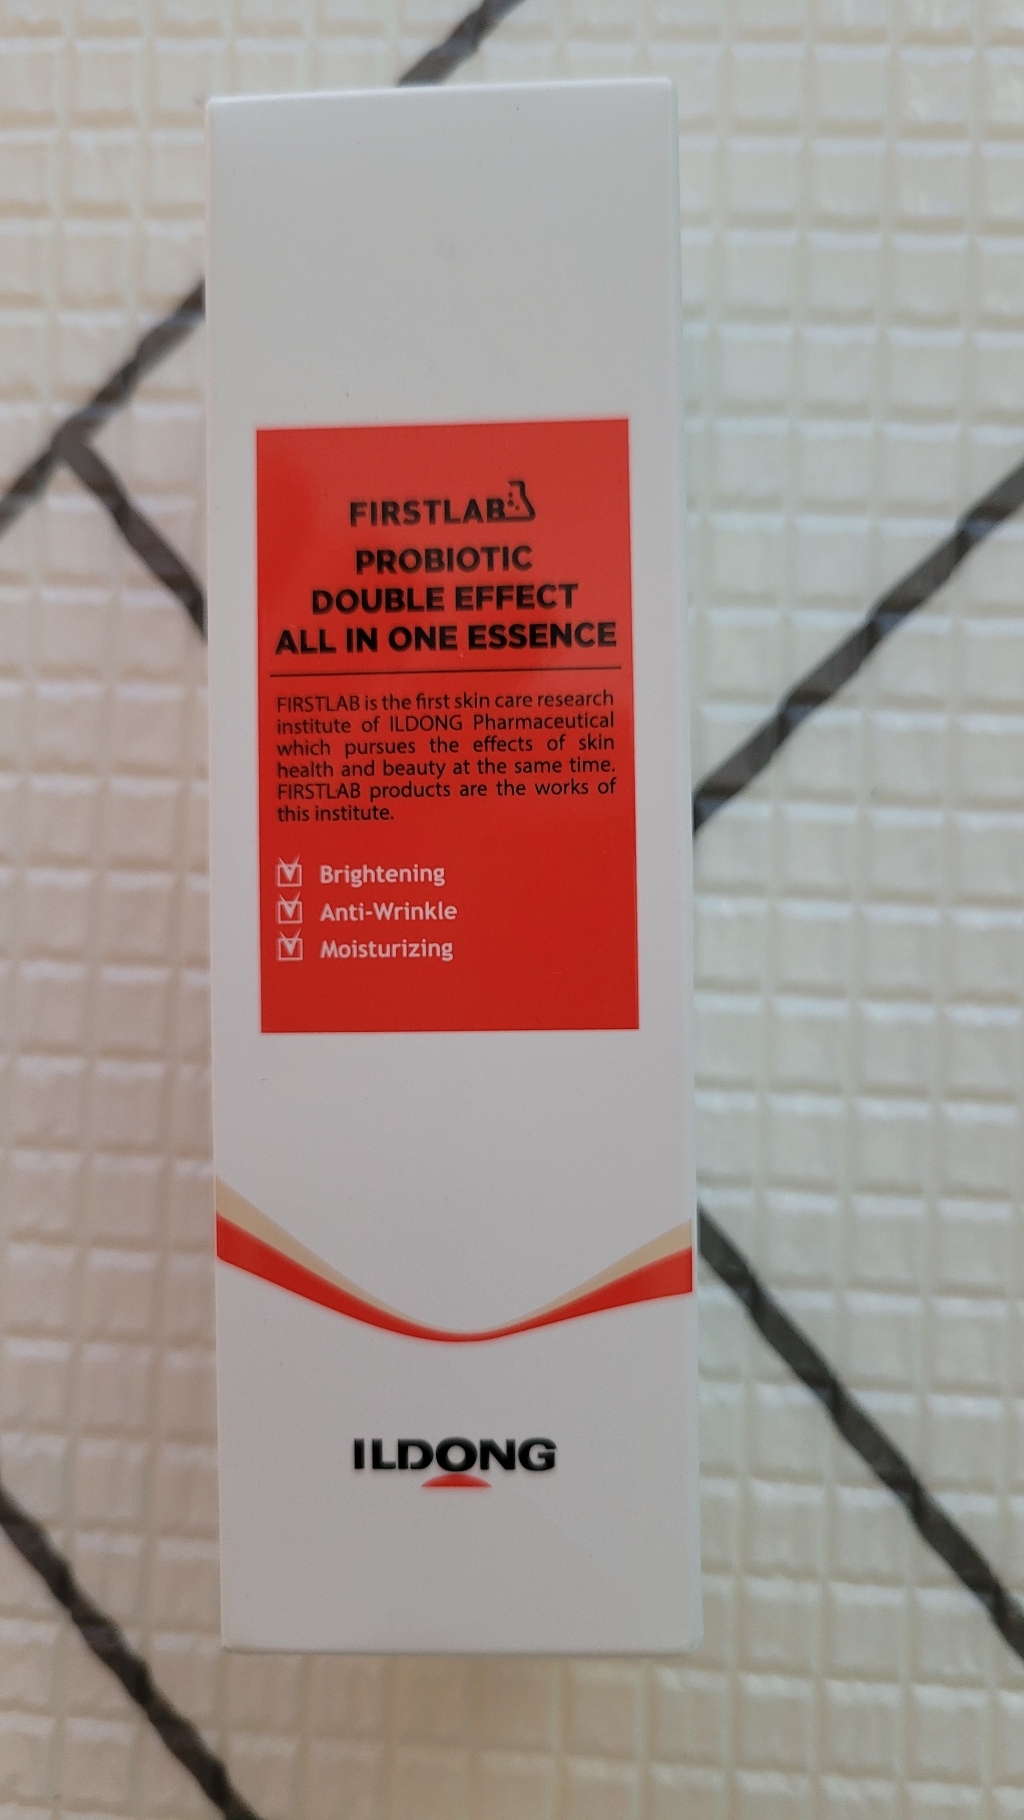 FIRSTLAB
PROBIOTIC
DOUBLE EFFECT
ALL IN ONE ESSENCE
FIRSTLAB is the first skin care research
institute of ILDONG Pharmaceutical
which pursues the effects of skin
health and beauty at the same time.
FIRSTLAB products are the works of
this institute.
Brightening
Anti-Wrinkle
Moisturizing
ILDONG